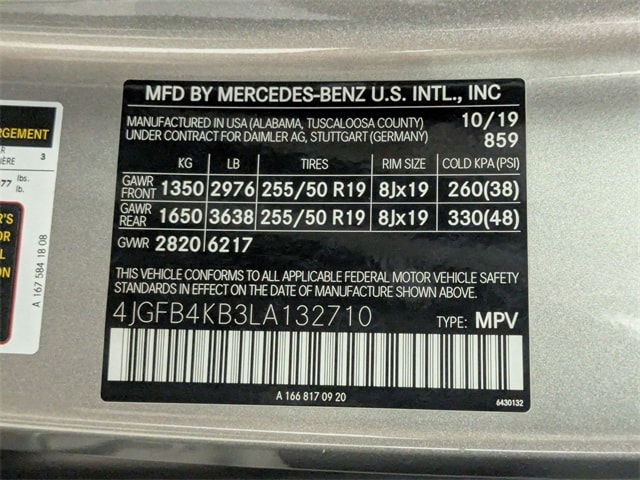 MFD BY MERCEDES-BENZ U.S. INTL., INC
MANUFACTURED IN USA (ALABAMA, TUSCALOOSA COUNTY) 10/19
UNDER CONTRACT FOR DAIMLER AG, STUTTGART (GERMANY) 859
KG LB TIRES RIM SIZE COLD KPA (PSI)
GAWR FRONT 1350 2976 255/50 R19 8Jx19 260(38)
GAWR REAR 1650 3638 255/50 R19 8Jx19 330(48)
GVWR 2820 6217
THIS VEHICLE CONFORMS TO ALL APPLICABLE FEDERAL MOTOR VEHICLE SAFETY
STANDARDS IN EFFECT ON THE DATE OF MANUFACTURE SHOWN ABOVE.
4JGFB4KB3LA132710 TYPE: MPV
A 166 817 09 20 6430132
RGEMENT
3
lbs.
lb.
A 167 584 18 08